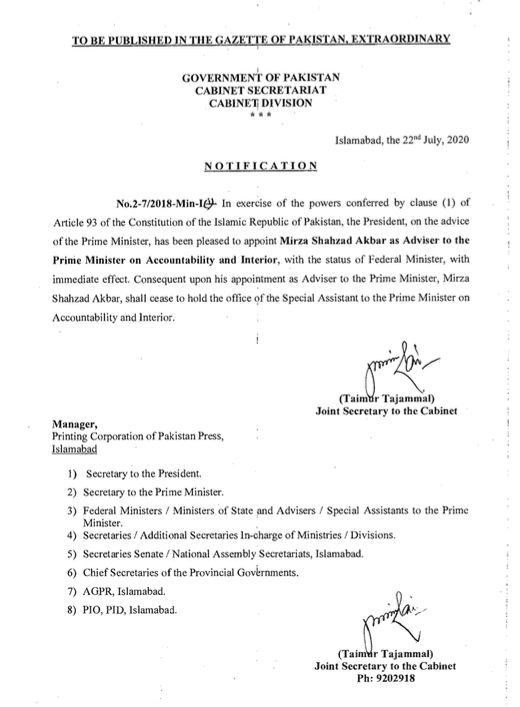 TO BE PUBLISHED IN THE GAZETTE OF PAKISTAN, EXTRAORDINARY
GOVERNMENT OF PAKISTAN
CABINET SECRETARIAT
CABINET DIVISION
* * *
Islamabad, the 22nd July, 2020
NOTIFICATION
No.2-7/2018-Min-I In exercise of the powers conferred by clause (1) of
Article 93 of the Constitution of the Islamic Republic of Pakistan, the President, on the advice
of the Prime Minister, has been pleased to appoint Mirza Shahzad Akbar as Adviser to the
Prime Minister on Accountability and Interior, with the status of Federal Minister, with
immediate effect. Consequent upon his appointment as Adviser to the Prime Minister, Mirza
Shahzad Akbar, shall cease to hold the office of the Special Assistant to the Prime Minister on
Accountability and Interior.
(Taimur Tajammal)
Joint Secretary to the Cabinet
Manager,
Printing Corporation of Pakistan Press,
Islamabad
1) Secretary to the President.
2) Secretary to the Prime Minister.
3) Federal Ministers / Ministers of State and Advisers / Special Assistants to the Prime
Minister.
4) Secretaries / Additional Secretaries In-charge of Ministries / Divisions.
5) Secretaries Senate / National Assembly Secretariats, Islamabad.
6) Chief Secretaries of the Provincial Governments.
7) AGPR, Islamabad.
8) PIO, PID, Islamabad.
(Taimur Tajammal)
Joint Secretary to the Cabinet
Ph: 9202918